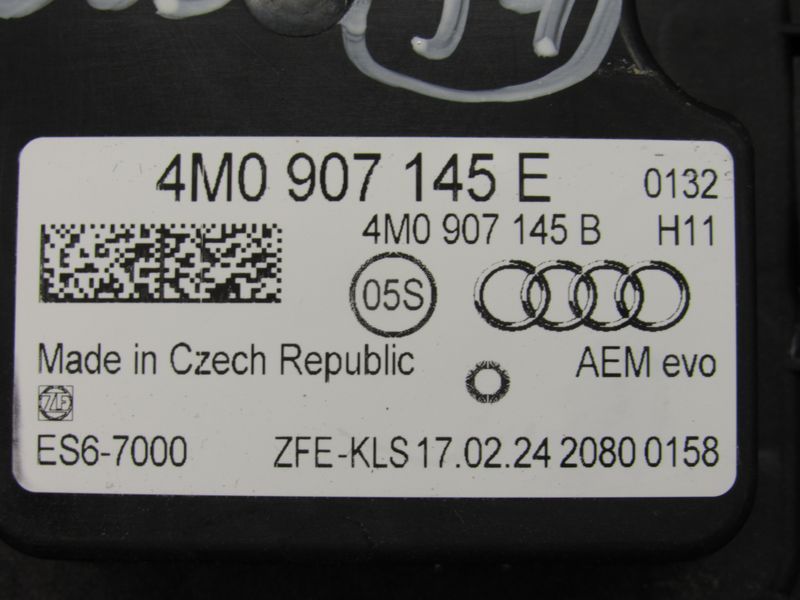 4M0 907 145 E 0132
4M0 907 145 B H11
05S
Made in Czech Republic AEM evo
ZF
ES6-7000 ZFE-KLS 17.02.24 2080 0158